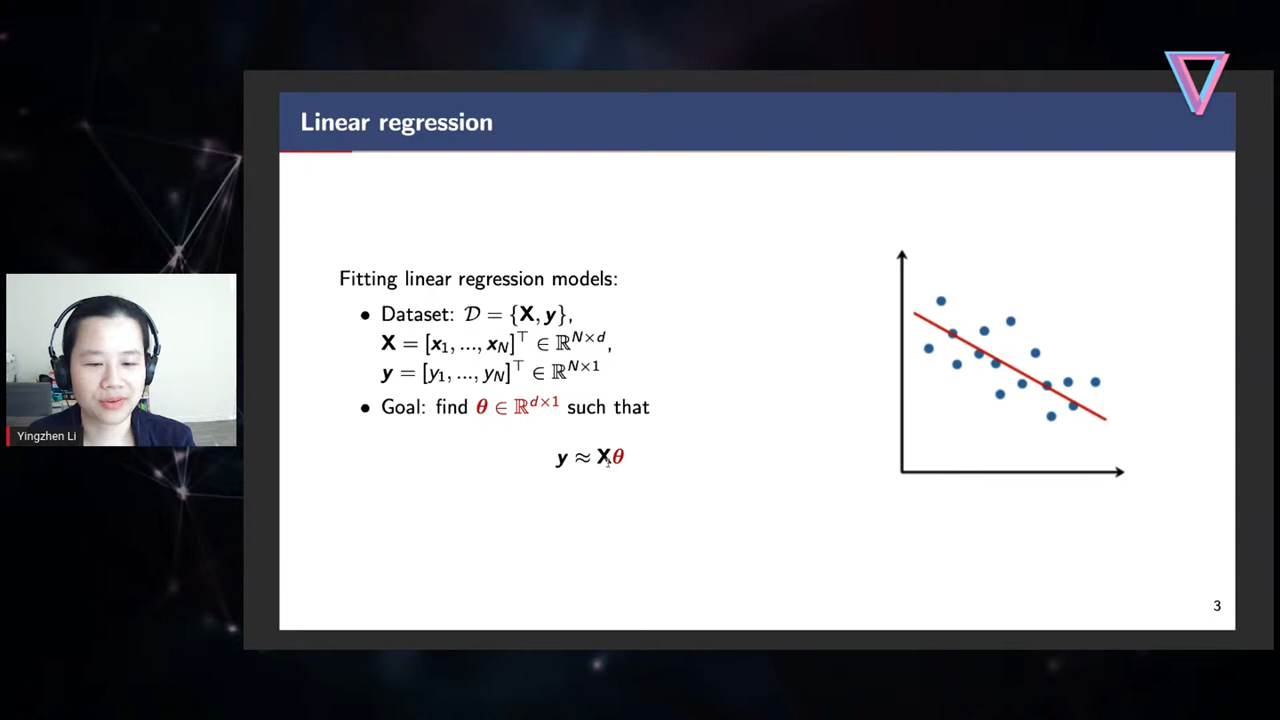 Linear regression
Fitting linear regression models:
• Dataset: 𝒟 = {X, y},
X = [x₁, ..., x_N]^⊤ ∈ ℝ^{N×d},
y = [y₁, ..., y_N]^⊤ ∈ ℝ^{N×1}
• Goal: find θ ∈ ℝ^{d×1} such that
y ≈ Xθ
Yingzhen Li
3